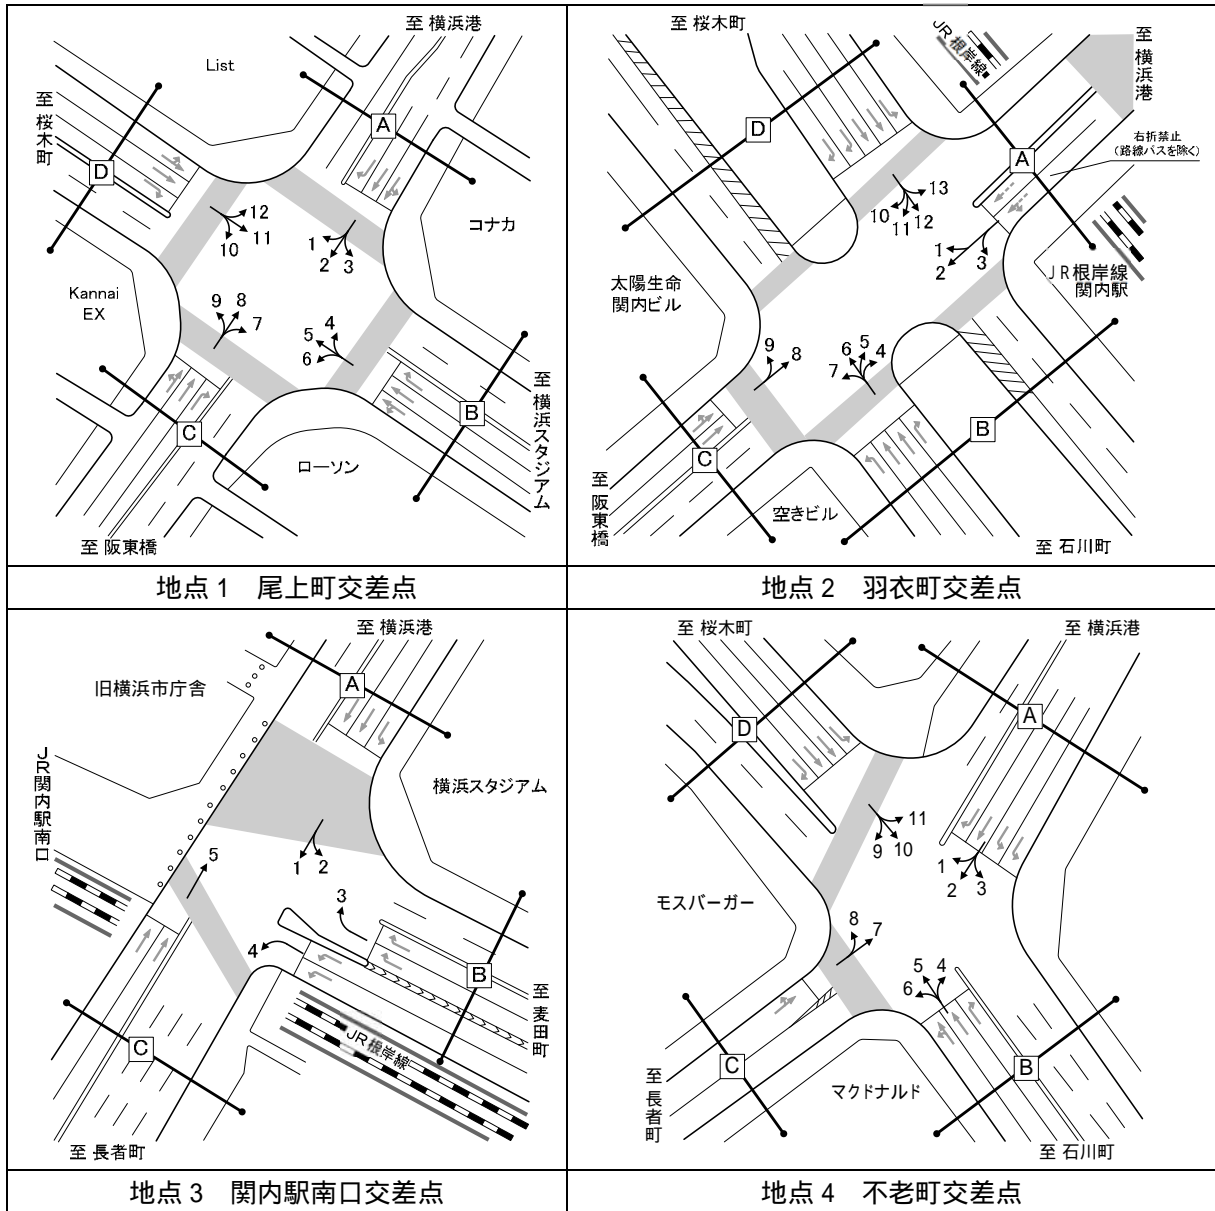 至 横浜港
List
至桜木町
A
D
コナカ
12
11
10
1
2
3
Kannai
EX
9
8
7
5
4
6
至横浜スタジアム
B
C
ローソン
至 阪東橋
地点1 尾上町交差点
至 桜木町
JR根岸線
至横浜港
D
右折禁止
(路線バスを除く)
A
13
10
11
12
1
2
3
太陽生命
関内ビル
JR根岸線
関内駅
9
8
6
5
4
7
B
C
至阪東橋
空きビル
至 石川町
地点2 羽衣町交差点
至 横浜港
旧横浜市庁舎
A
JR関内駅南口
横浜スタジアム
5
1
2
3
4
B
至麦田町
JR根岸線
C
至 長者町
地点3 関内駅南口交差点
至 桜木町
至 横浜港
D
A
11
9
10
1
2
3
モスバーガー
8
7
5
4
6
C
B
至長者町
マクドナルド
至 石川町
地点4 不老町交差点